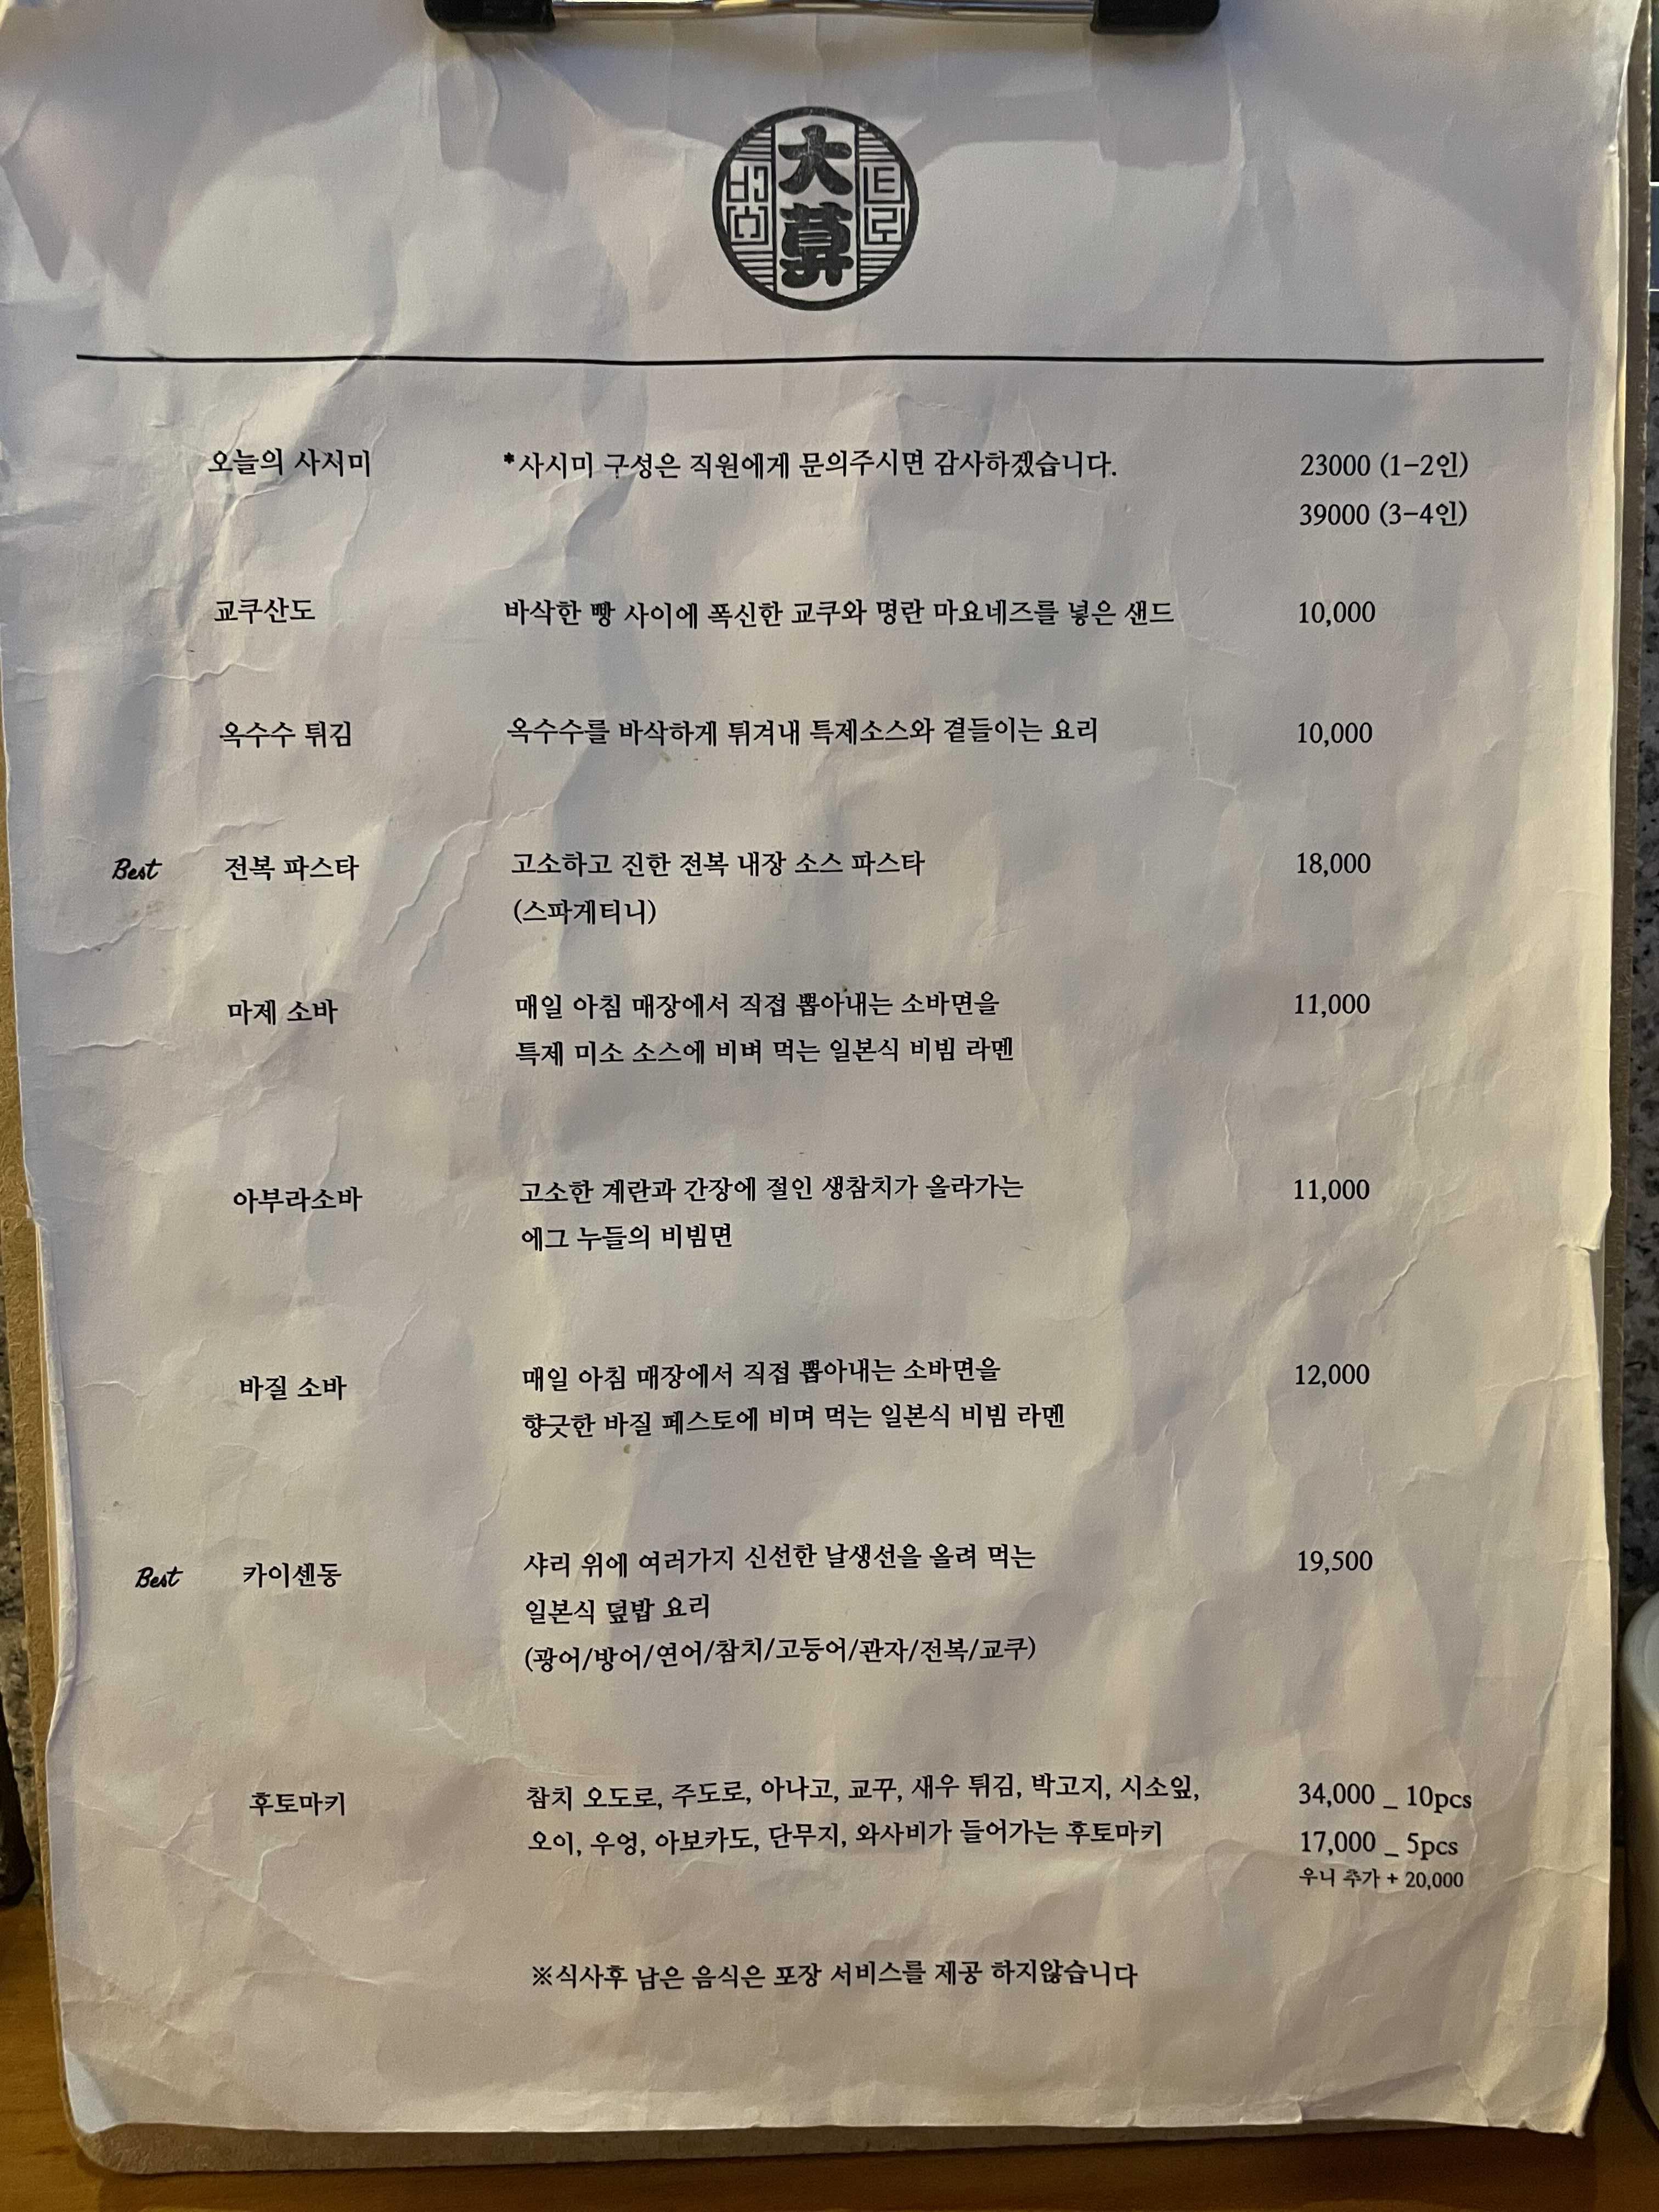 大
오늘의 사시미 *사시미 구성은 직원에게 문의주시면 감사하겠습니다. 23000 (1-2인)
39000 (3-4인)
교쿠산도 바삭한 빵 사이에 폭신한 교쿠와 명란 마요네즈를 넣은 샌드 10,000
옥수수 튀김 옥수수를 바삭하게 튀겨내 특제소스와 곁들이는 요리 10,000
Best 전복 파스타 고소하고 진한 전복 내장 소스 파스타 18,000
(스파게티니)
마제 소바 매일 아침 매장에서 직접 뽑아내는 소바면을 11,000
특제 미소 소스에 비벼 먹는 일본식 비빔 라멘
아부라소바 고소한 계란과 간장에 절인 생참치가 올라가는 11,000
에그 누들의 비빔면
바질 소바 매일 아침 매장에서 직접 뽑아내는 소바면을 12,000
향긋한 바질 페스토에 비며 먹는 일본식 비빔 라멘
Best 카이센동 샤리 위에 여러가지 신선한 날생선을 올려 먹는 19,500
일본식 덮밥 요리
(광어/방어/연어/참치/고등어/관자/전복/교쿠)
후토마키 참치 오도로, 주도로, 아나고, 교꾸, 새우 튀김, 박고지, 시소잎, 34,000 _ 10pcs
오이, 우엉, 아보카도, 단무지, 와사비가 들어가는 후토마키 17,000 _ 5pcs
우니 추가 + 20,000
※식사후 남은 음식은 포장 서비스를 제공 하지않습니다